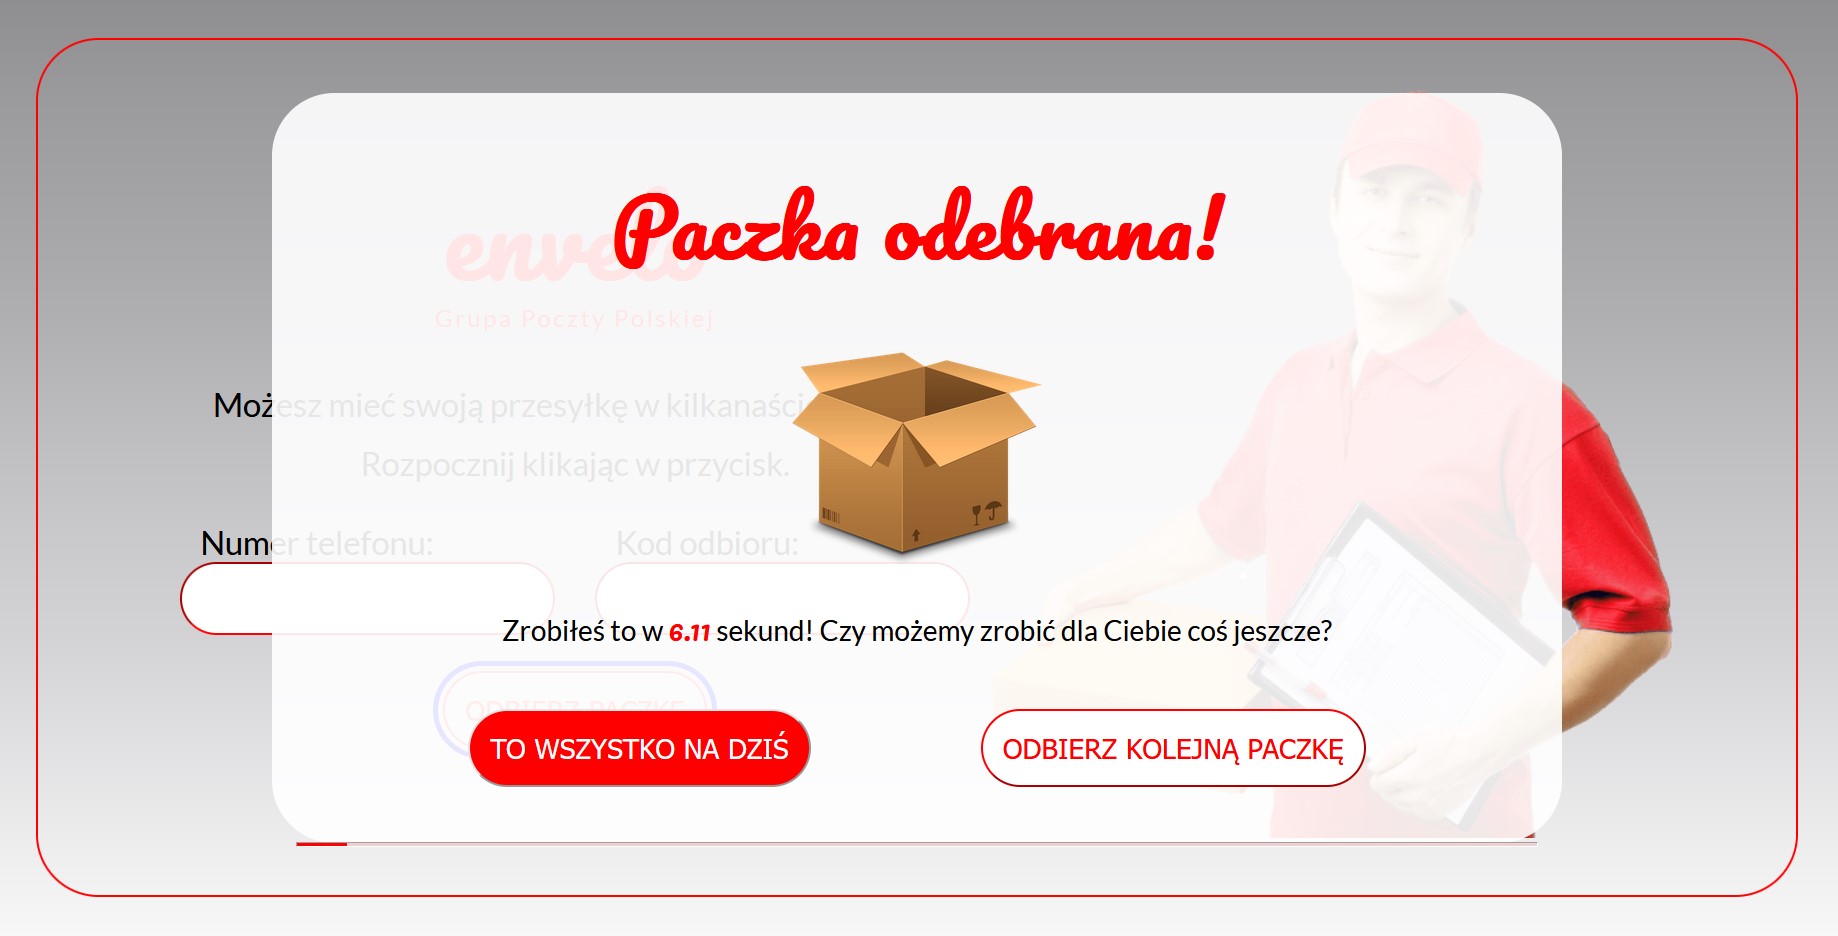 Paczka odebrana!
envelo
Grupa Poczty Polskiej
Możesz mieć swoją przesyłkę w kilkanaści
Rozpocznij klikając w przycisk.
Numer telefonu:
Kod odbioru:
Zrobiłeś to w 6.11 sekund! Czy możemy zrobić dla Ciebie coś jeszcze?
ODBIERZ PACZKĘ
TO WSZYSTKO NA DZIŚ
ODBIERZ KOLEJNĄ PACZKĘ